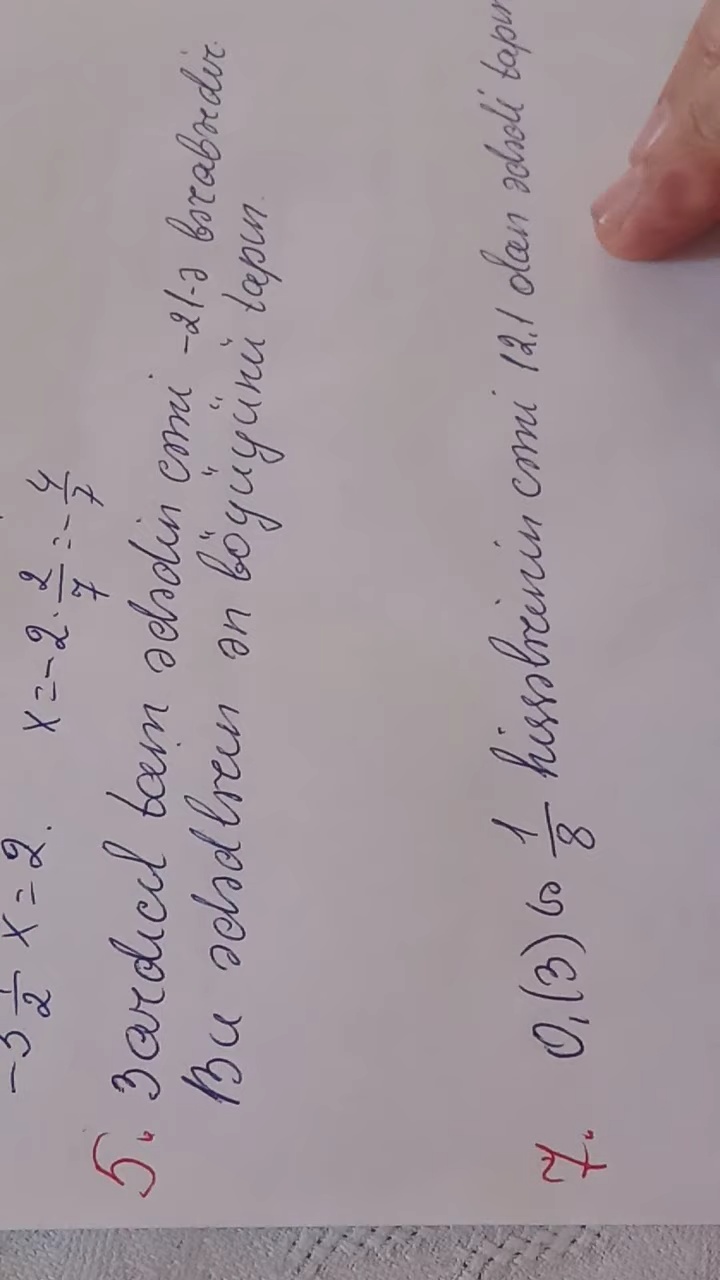 -3 1/2 x = 2. x = -2 · 2/7 = -4/7
5. 3 ardıcıl tam ədədin cəmi -21-ə bərabərdir.
Bu ədədlərin ən böyüyünü tapın.
7. 0,(3) və 1/8 hissələrinin cəmi 12.1 olan ədədi